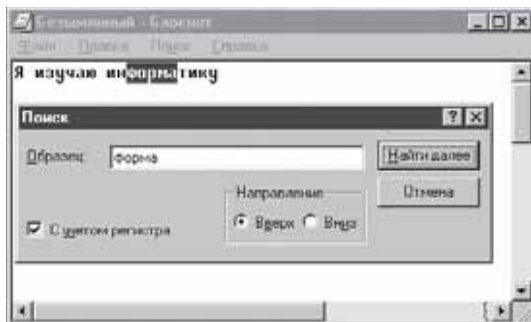 Безымянный - Блокнот
Файл Правка Поиск Справка
Я изучаю информатику
Поиск
Образец: форма
Найти далее
Отмена
Направление
Вверх Вниз
С учетом регистра